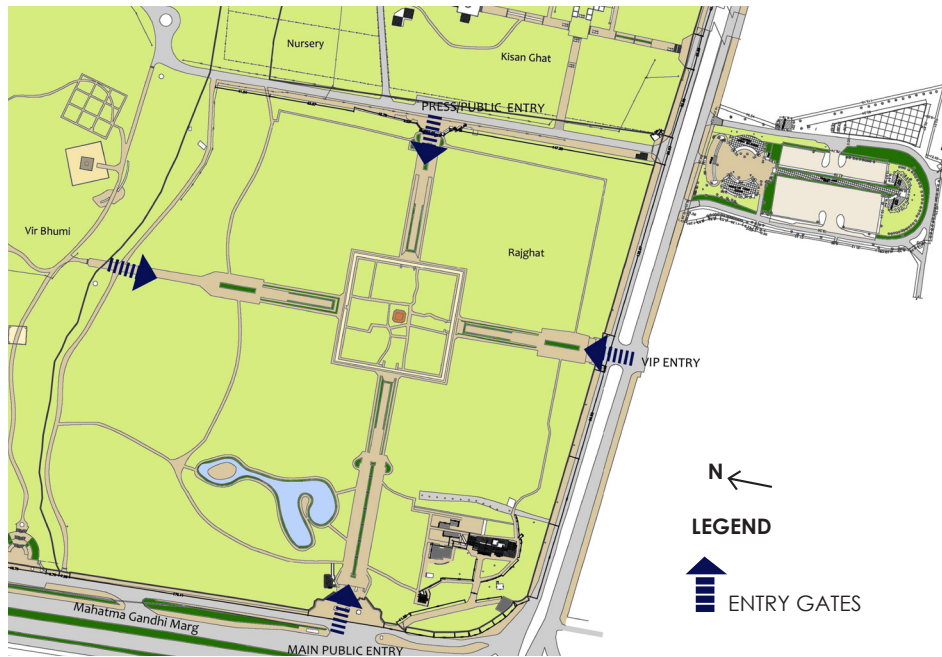 Nursery
Kisan Ghat
PRESS/PUBLIC ENTRY
Vir Bhumi
Rajghat
VIP ENTRY
N
LEGEND
ENTRY GATES
Mahatma Gandhi Marg
MAIN PUBLIC ENTRY